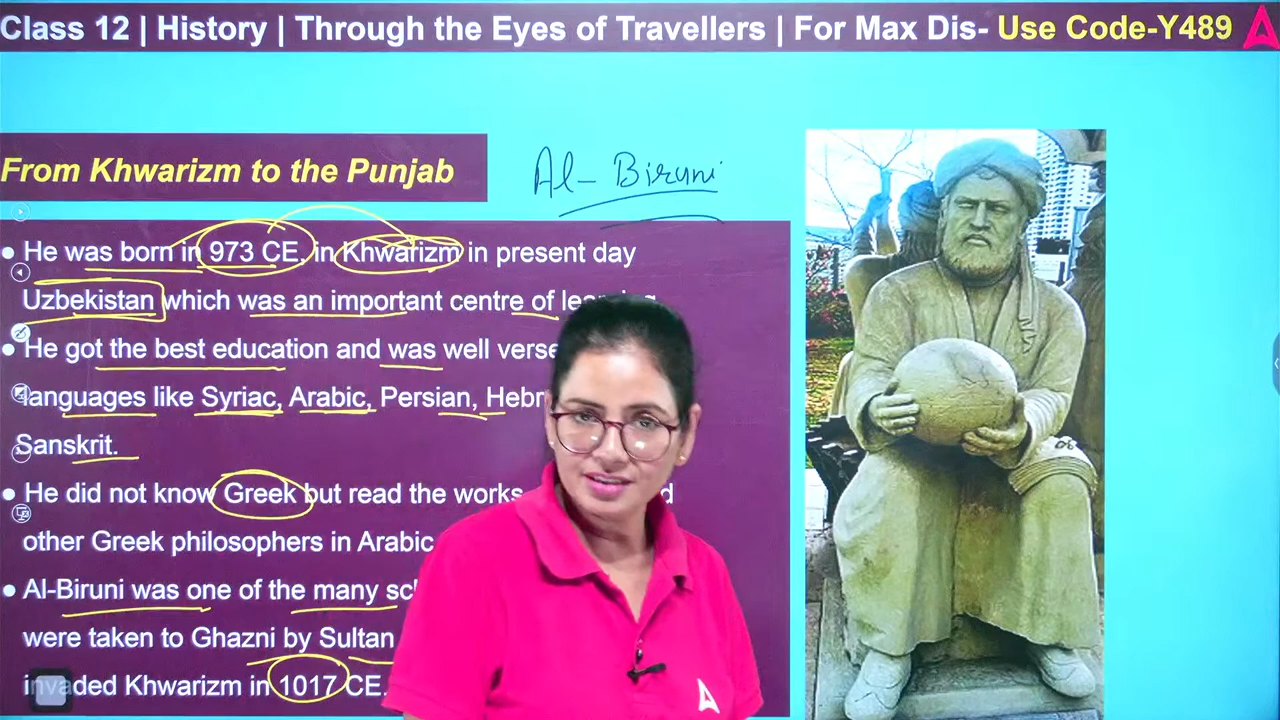 Class 12 | History | Through the Eyes of Travellers | For Max Dis- Use Code-Y489
From Khwarizm to the Punjab
Al-Biruni
• He was born in 973 CE, in Khwarizm in present day
Uzbekistan which was an important centre of
• He got the best education and was well
languages like Syriac, Arabic, Persian,
Sanskrit.
• He did not know Greek but read the works
other Greek philosophers in Arabic
• Al-Biruni was one of the many
were taken to Ghazni by Sultan
invaded Khwarizm in 1017 CE.